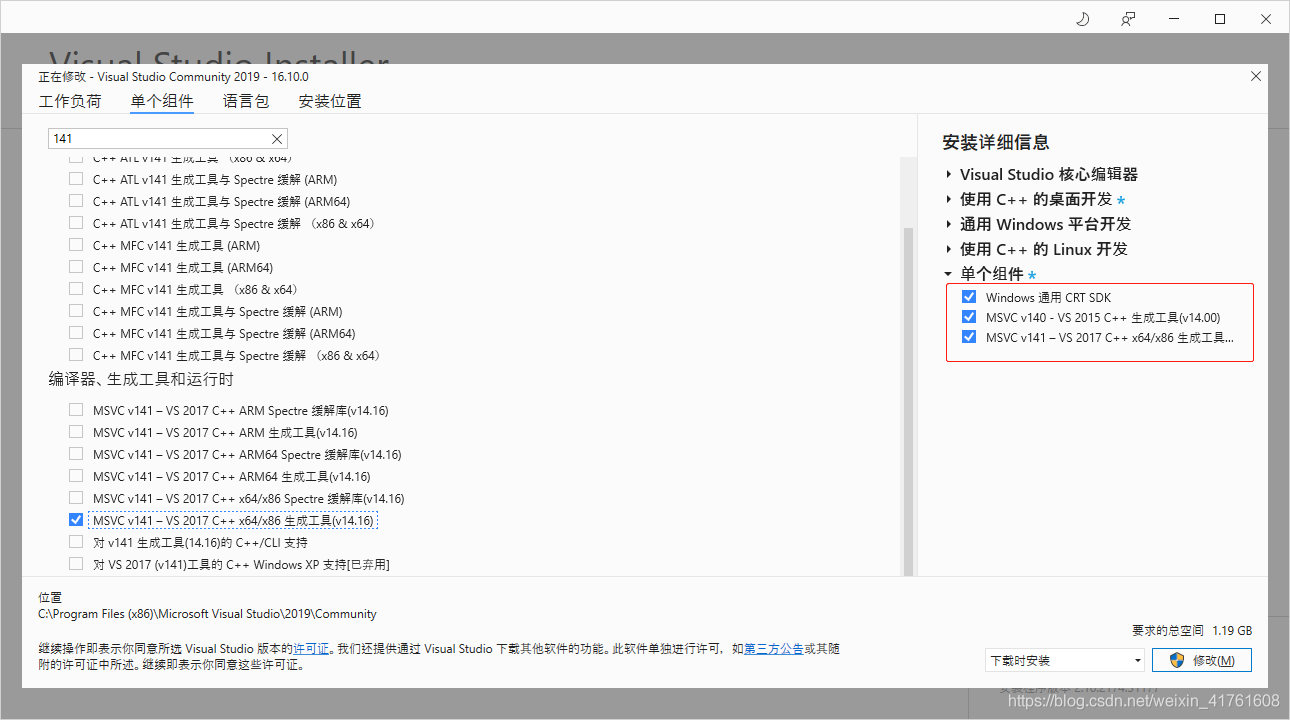 Visual Studio Installer
正在修改 - Visual Studio Community 2019 - 16.10.0
工作负荷 单个组件 语言包 安装位置
141
C++ ATL v141 生成工具 （x86 & x64）
C++ ATL v141 生成工具与 Spectre 缓解 (ARM)
C++ ATL v141 生成工具与 Spectre 缓解 (ARM64)
C++ ATL v141 生成工具与 Spectre 缓解 （x86 & x64）
C++ MFC v141 生成工具 (ARM)
C++ MFC v141 生成工具 (ARM64)
C++ MFC v141 生成工具 （x86 & x64）
C++ MFC v141 生成工具与 Spectre 缓解 (ARM)
C++ MFC v141 生成工具与 Spectre 缓解 (ARM64)
C++ MFC v141 生成工具与 Spectre 缓解 （x86 & x64）
编译器、生成工具和运行时
MSVC v141 – VS 2017 C++ ARM Spectre 缓解库(v14.16)
MSVC v141 – VS 2017 C++ ARM 生成工具(v14.16)
MSVC v141 – VS 2017 C++ ARM64 Spectre 缓解库(v14.16)
MSVC v141 – VS 2017 C++ ARM64 生成工具(v14.16)
MSVC v141 – VS 2017 C++ x64/x86 Spectre 缓解库(v14.16)
MSVC v141 – VS 2017 C++ x64/x86 生成工具(v14.16)
对 v141 生成工具(14.16)的 C++/CLI 支持
对 VS 2017 (v141)工具的 C++ Windows XP 支持[已弃用]
安装详细信息
Visual Studio 核心编辑器
使用 C++ 的桌面开发 *
通用 Windows 平台开发
使用 C++ 的 Linux 开发
单个组件 *
Windows 通用 CRT SDK
MSVC v140 - VS 2015 C++ 生成工具(v14.00)
MSVC v141 – VS 2017 C++ x64/x86 生成工具...
位置
C:\Program Files (x86)\Microsoft Visual Studio\2019\Community
继续操作即表示你同意所选 Visual Studio 版本的许可证。我们还提供通过 Visual Studio 下载其他软件的功能。此软件单独进行许可，如第三方公告或其随
附的许可证中所述。继续即表示你同意这些许可证。
要求的总空间 1.19 GB
下载时安装
修改(M)
https://blog.csdn.net/weixin_41761608